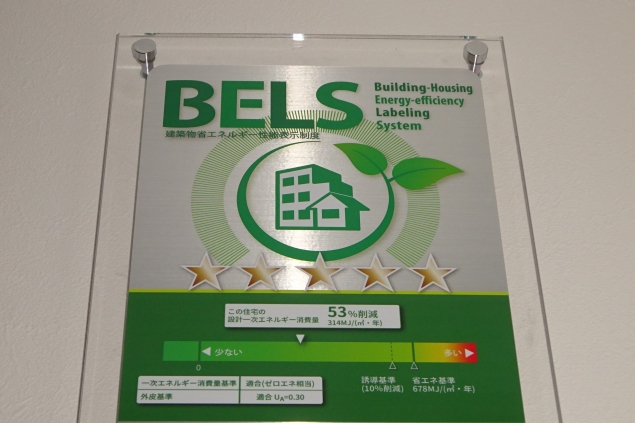 BELS
Building-Housing
Energy-efficiency
Labeling
System
建築物省エネルギー性能表示制度
この住宅の
設計一次エネルギー消費量
53%削減
314MJ/(㎡・年)
0
◀少ない
多い▶
誘導基準
(10%削減)
省エネ基準
678MJ/(㎡・年)
一次エネルギー消費量基準 適合(ゼロエネ相当)
外皮基準 適合 UA=0.30